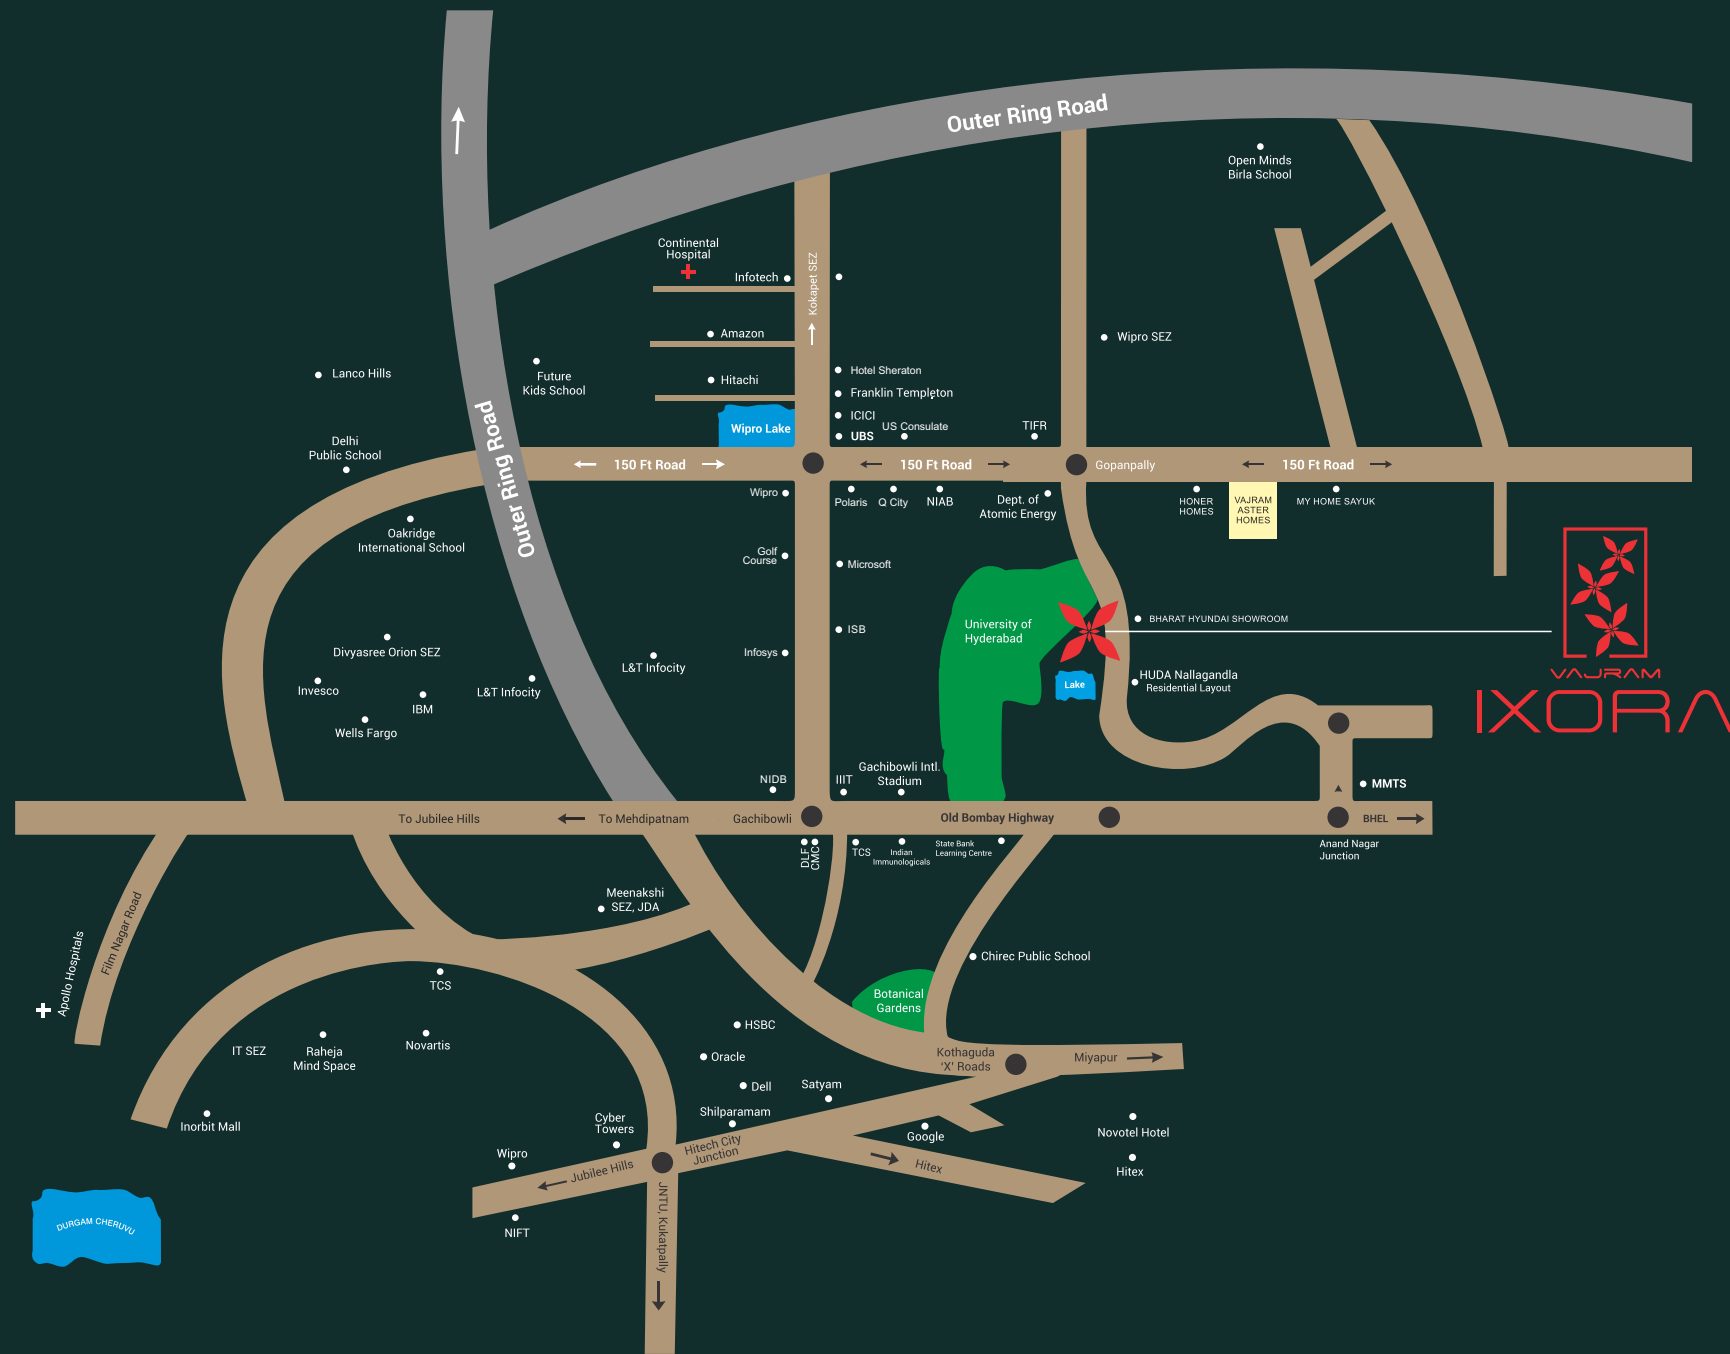 Outer Ring Road
Open Minds
Birla School
Continental
Hospital
Infotech
Kokapet SEZ
Amazon
Wipro SEZ
Hotel Sheraton
Lanco Hills
Future
Kids School
Hitachi
Franklin Templeton
ICICI
Wipro Lake
UBS
US Consulate
TIFR
Outer Ring Road
Delhi
Public School
150 Ft Road
150 Ft Road
Gopanpally
150 Ft Road
Wipro
Polaris
Q City
NIAB
Dept. of
Atomic Energy
HONER
HOMES
VAJRAM
ASTER
HOMES
MY HOME SAYUK
Oakridge
International School
Golf
Course
Microsoft
University of
Hyderabad
BHARAT HYUNDAI SHOWROOM
ISB
Divyasree Orion SEZ
Infosys
L&T Infocity
HUDA Nallagandla
Residential Layout
Lake
VAJRAM
IXORA
Invesco
L&T Infocity
IBM
Wells Fargo
NIDB
IIIT
Gachibowli Intl.
Stadium
MMTS
To Jubilee Hills
To Mehdipatnam
Gachibowli
Old Bombay Highway
BHEL
DLF
CMC
TCS
Indian
Immunologicals
State Bank
Learning Centre
Anand Nagar
Junction
Meenakshi
SEZ, JDA
Film Nagar Road
Apollo Hospitals
Chirec Public School
TCS
Botanical
Gardens
HSBC
IT SEZ
Raheja
Mind Space
Novartis
Oracle
Kothaguda
‘X’ Roads
Miyapur
Dell
Satyam
Inorbit Mall
Shilparamam
Cyber
Towers
Google
Novotel Hotel
Wipro
Hitech City
Junction
Jubilee Hills
Hitex
Hitex
JNTU, Kukatpally
NIFT
DURGAM CHERUVU